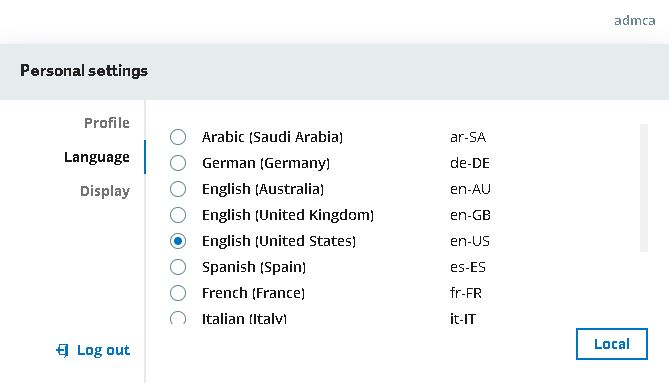 admca
Personal settings
Profile
Language
Display
Arabic (Saudi Arabia) ar-SA
German (Germany) de-DE
English (Australia) en-AU
English (United Kingdom) en-GB
English (United States) en-US
Spanish (Spain) es-ES
French (France) fr-FR
Italian (Italy) it-IT
Log out
Local